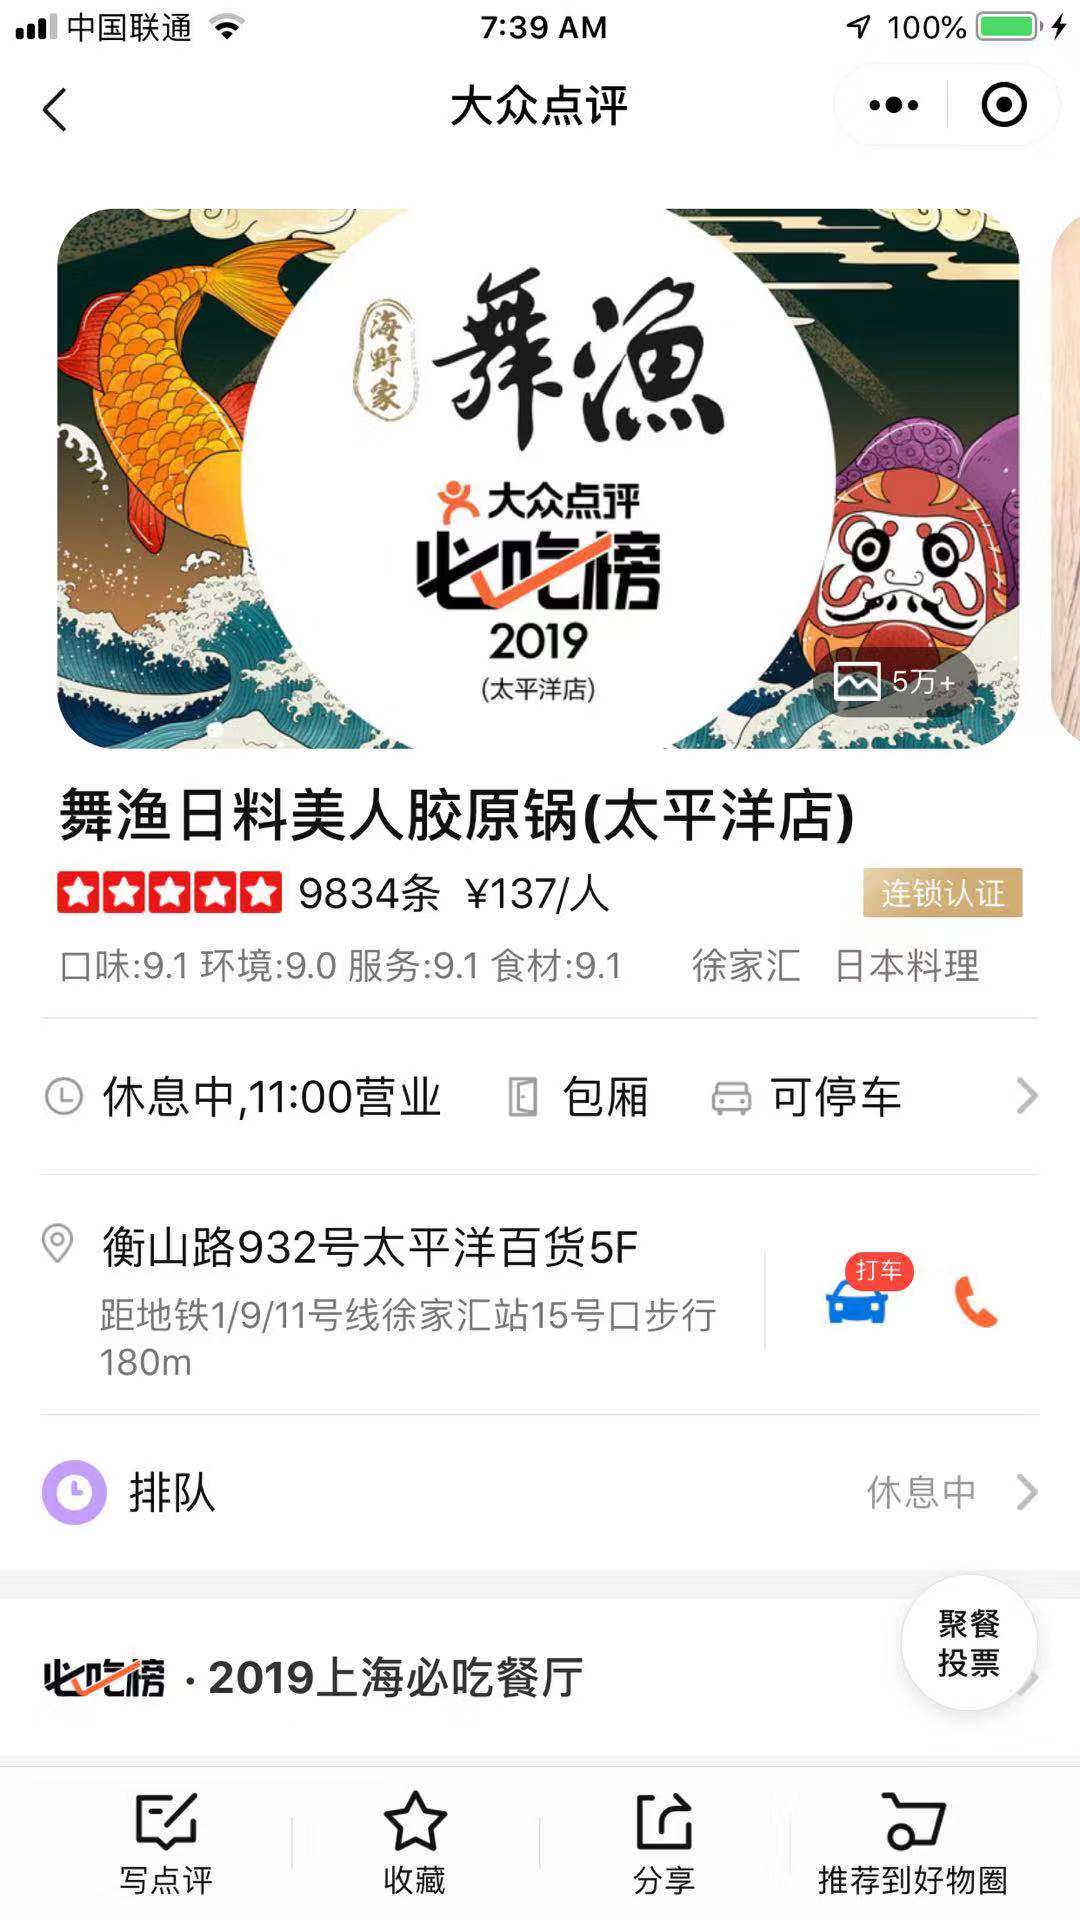 中国联通
7:39 AM
100%
大众点评
海野家
舞漁
大众点评
必吃榜
2019
(太平洋店)
5万+
舞渔日料美人胶原锅(太平洋店)
9834条 ¥137/人
连锁认证
口味:9.1 环境:9.0 服务:9.1 食材:9.1 徐家汇 日本料理
休息中,11:00营业 包厢 可停车
衡山路932号太平洋百货5F
打车
距地铁1/9/11号线徐家汇站15号口步行
180m
排队
休息中
聚餐
投票
必吃榜 · 2019上海必吃餐厅
写点评
收藏
分享
推荐到好物圈